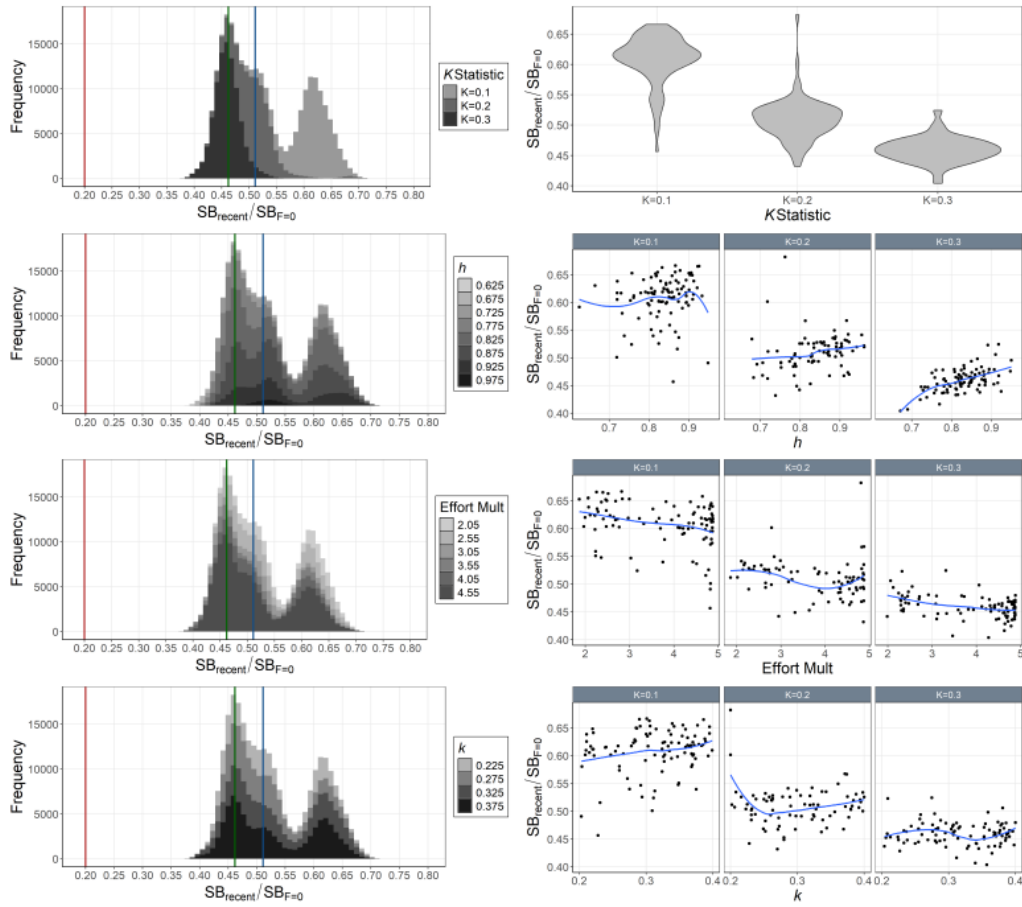 Frequency
15000
10000
5000
0
0.20 0.25 0.30 0.35 0.40 0.45 0.50 0.55 0.60 0.65 0.70 0.75 0.80
SBrecent/SBF=0
KStatistic
K=0.1
K=0.2
K=0.3
SBrecent/SBF=0
0.65
0.60
0.55
0.50
0.45
0.40
K=0.1 K=0.2 K=0.3
KStatistic
Frequency
15000
10000
5000
0
0.20 0.25 0.30 0.35 0.40 0.45 0.50 0.55 0.60 0.65 0.70 0.75 0.80
SBrecent/SBF=0
h
0.625
0.675
0.725
0.775
0.825
0.875
0.925
0.975
K=0.1 K=0.2 K=0.3
SBrecent/SBF=0
0.65
0.60
0.55
0.50
0.45
0.40
0.7 0.8 0.9 0.7 0.8 0.9 0.7 0.8 0.9
h
Frequency
15000
10000
5000
0
0.20 0.25 0.30 0.35 0.40 0.45 0.50 0.55 0.60 0.65 0.70 0.75 0.80
SBrecent/SBF=0
Effort Mult
2.05
2.55
3.05
3.55
4.05
4.55
K=0.1 K=0.2 K=0.3
SBrecent/SBF=0
0.65
0.60
0.55
0.50
0.45
0.40
2 3 4 5 2 3 4 5 2 3 4 5
Effort Mult
Frequency
15000
10000
5000
0
0.20 0.25 0.30 0.35 0.40 0.45 0.50 0.55 0.60 0.65 0.70 0.75 0.80
SBrecent/SBF=0
k
0.225
0.275
0.325
0.375
K=0.1 K=0.2 K=0.3
SBrecent/SBF=0
0.65
0.60
0.55
0.50
0.45
0.40
0.2 0.3 0.4 0.2 0.3 0.4 0.2 0.3 0.4
k